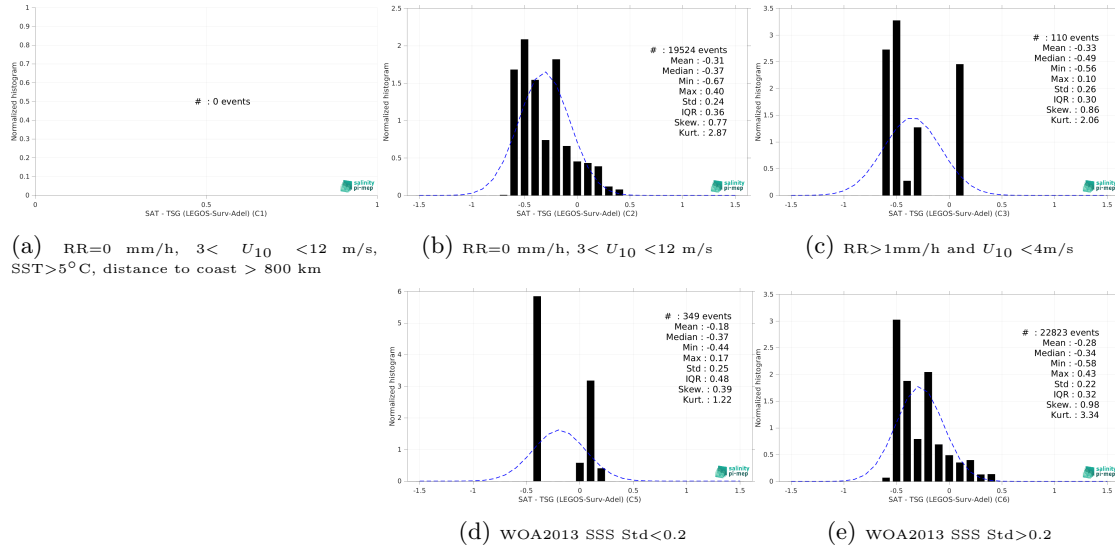 1
0.9
0.8
0.7
0.6
0.5
0.4
0.3
0.2
0.1
0
Normalized histogram
# : 0 events
0 0.5 1
SAT - TSG (LEGOS-Surv-Adel) (C1)
salinity
pi-mep
(a) RR=0 mm/h, 3< U10 <12 m/s,
SST>5°C, distance to coast > 800 km
2.5
2
1.5
1
0.5
0
Normalized histogram
# : 19524 events
Mean : -0.31
Median : -0.37
Min : -0.67
Max : 0.40
Std : 0.24
IQR : 0.36
Skew. : 0.77
Kurt. : 2.87
-1.5 -1 -0.5 0 0.5 1 1.5
SAT - TSG (LEGOS-Surv-Adel) (C2)
salinity
pi-mep
(b) RR=0 mm/h, 3< U10 <12 m/s
3.5
3
2.5
2
1.5
1
0.5
0
Normalized histogram
# : 110 events
Mean : -0.33
Median : -0.49
Min : -0.56
Max : 0.10
Std : 0.26
IQR : 0.30
Skew. : 0.86
Kurt. : 2.06
-1.5 -1 -0.5 0 0.5 1 1.5
SAT - TSG (LEGOS-Surv-Adel) (C3)
salinity
pi-mep
(c) RR>1mm/h and U10 <4m/s
6
5
4
3
2
1
0
Normalized histogram
# : 349 events
Mean : -0.18
Median : -0.37
Min : -0.44
Max : 0.17
Std : 0.25
IQR : 0.48
Skew. : 0.39
Kurt. : 1.22
-1.5 -1 -0.5 0 0.5 1 1.5
SAT - TSG (LEGOS-Surv-Adel) (C5)
salinity
pi-mep
(d) WOA2013 SSS Std<0.2
3.5
3
2.5
2
1.5
1
0.5
0
Normalized histogram
# : 22823 events
Mean : -0.28
Median : -0.34
Min : -0.58
Max : 0.43
Std : 0.22
IQR : 0.32
Skew. : 0.98
Kurt. : 3.34
-1.5 -1 -0.5 0 0.5 1 1.5
SAT - TSG (LEGOS-Surv-Adel) (C6)
salinity
pi-mep
(e) WOA2013 SSS Std>0.2